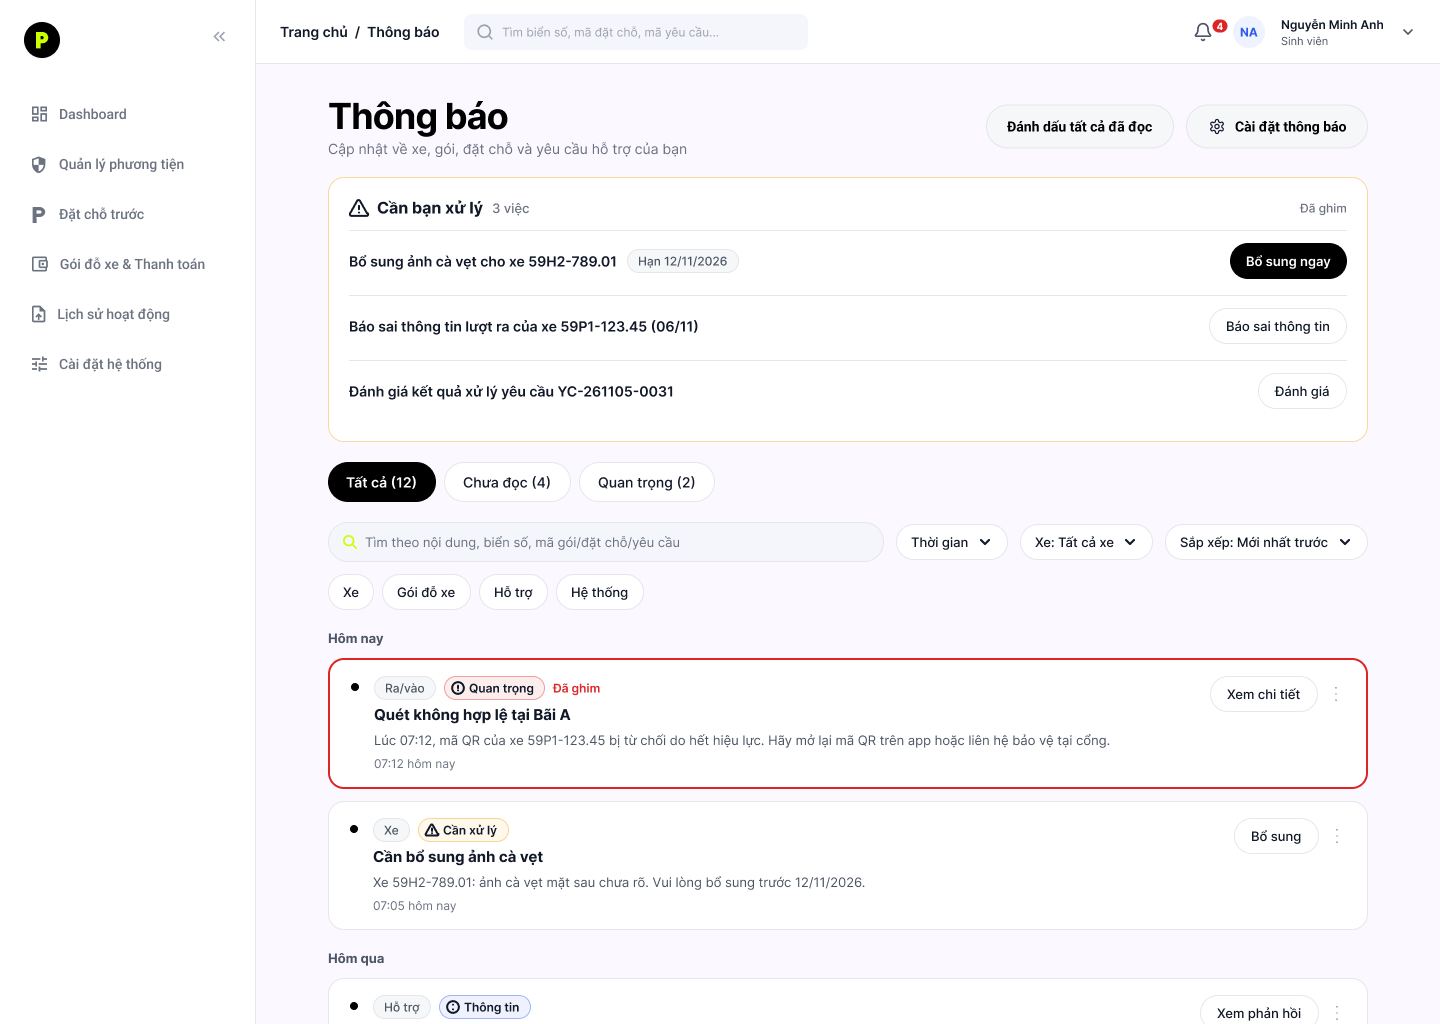 P
Trang chủ / Thông báo
Tìm biển số, mã đặt chỗ, mã yêu cầu...
4
NA
Nguyễn Minh Anh
Sinh viên
Dashboard
Quản lý phương tiện
Đặt chỗ trước
Gói đỗ xe & Thanh toán
Lịch sử hoạt động
Cài đặt hệ thống
Thông báo
Cập nhật về xe, gói, đặt chỗ và yêu cầu hỗ trợ của bạn
Đánh dấu tất cả đã đọc
Cài đặt thông báo
Cần bạn xử lý 3 việc
Đã ghim
Bổ sung ảnh cà vẹt cho xe 59H2-789.01 Hạn 12/11/2026
Bổ sung ngay
Báo sai thông tin lượt ra của xe 59P1-123.45 (06/11)
Báo sai thông tin
Đánh giá kết quả xử lý yêu cầu YC-261105-0031
Đánh giá
Tất cả (12)
Chưa đọc (4)
Quan trọng (2)
Tìm theo nội dung, biển số, mã gói/đặt chỗ/yêu cầu
Thời gian
Xe: Tất cả xe
Sắp xếp: Mới nhất trước
Xe
Gói đỗ xe
Hỗ trợ
Hệ thống
Hôm nay
Ra/vào Quan trọng Đã ghim
Xem chi tiết
Quét không hợp lệ tại Bãi A
Lúc 07:12, mã QR của xe 59P1-123.45 bị từ chối do hết hiệu lực. Hãy mở lại mã QR trên app hoặc liên hệ bảo vệ tại cổng.
07:12 hôm nay
Xe Cần xử lý
Bổ sung
Cần bổ sung ảnh cà vẹt
Xe 59H2-789.01: ảnh cà vẹt mặt sau chưa rõ. Vui lòng bổ sung trước 12/11/2026.
07:05 hôm nay
Hôm qua
Hỗ trợ Thông tin
Xem phản hồi